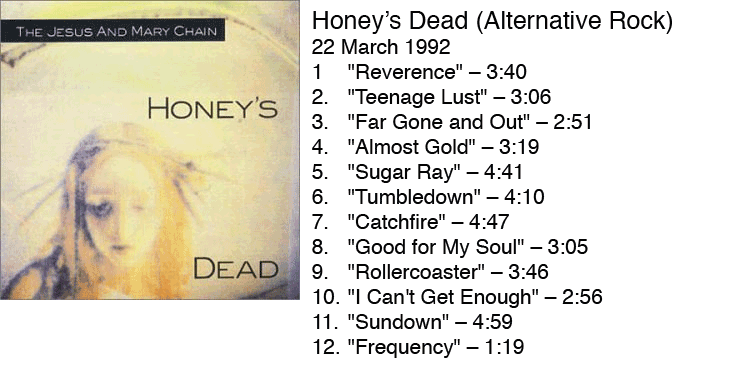 THE JESUS AND MARY CHAIN
HONEY'S
DEAD
Honey’s Dead (Alternative Rock)
22 March 1992
1 "Reverence" – 3:40
2. "Teenage Lust" – 3:06
3. "Far Gone and Out" – 2:51
4. "Almost Gold" – 3:19
5. "Sugar Ray" – 4:41
6. "Tumbledown" – 4:10
7. "Catchfire" – 4:47
8. "Good for My Soul" – 3:05
9. "Rollercoaster" – 3:46
10. "I Can't Get Enough" – 2:56
11. "Sundown" – 4:59
12. "Frequency" – 1:19